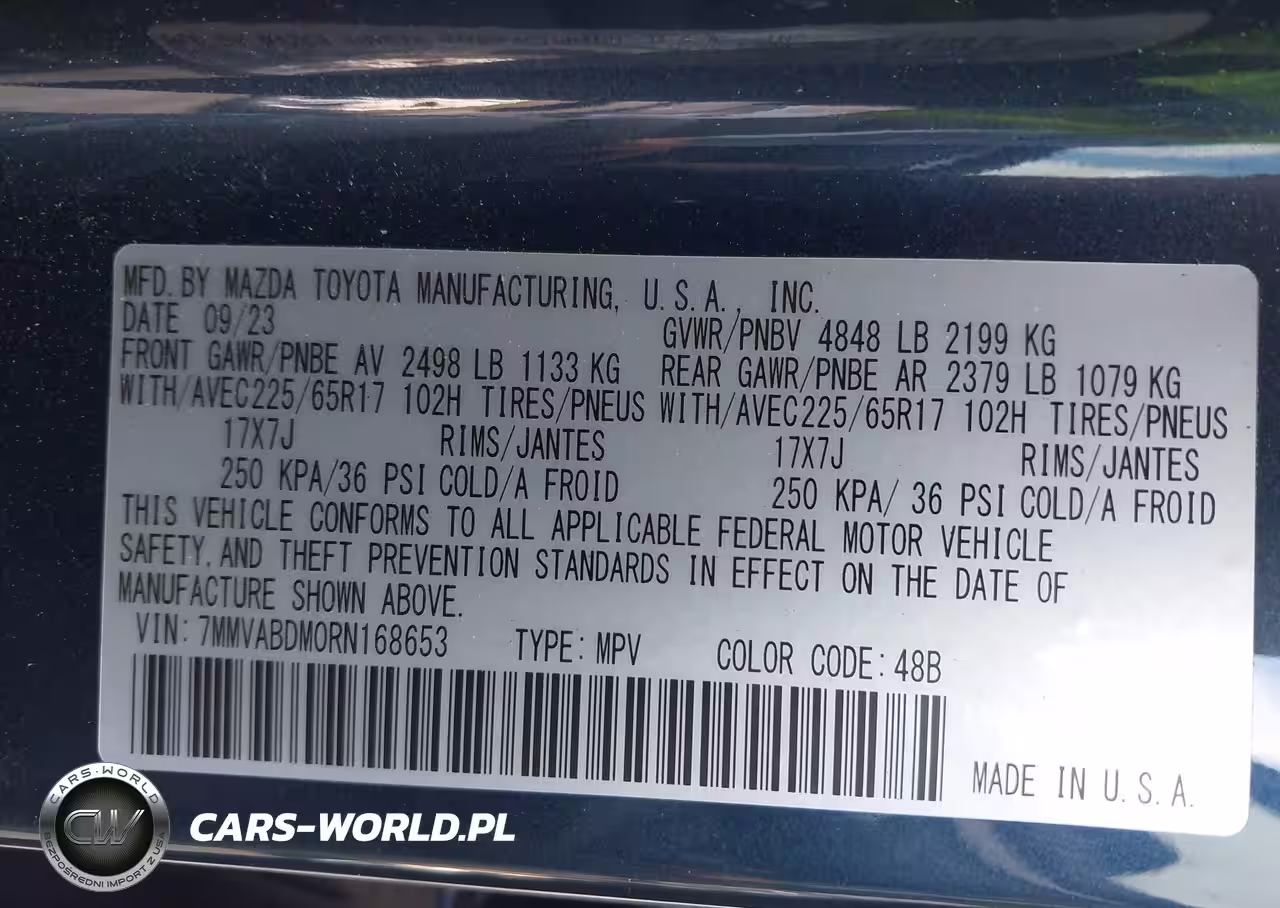 MFD. BY MAZDA TOYOTA MANUFACTURING, U.S.A., INC.
DATE 09/23 GVWR/PNBV 4848 LB 2199 KG
FRONT GAWR/PNBE AV 2498 LB 1133 KG REAR GAWR/PNBE AR 2379 LB 1079 KG
WITH/AVEC225/65R17 102H TIRES/PNEUS WITH/AVEC225/65R17 102H TIRES/PNEUS
17X7J RIMS/JANTES 17X7J RIMS/JANTES
250 KPA/36 PSI COLD/A FROID 250 KPA/ 36 PSI COLD/A FROID
THIS VEHICLE CONFORMS TO ALL APPLICABLE FEDERAL MOTOR VEHICLE
SAFETY, AND THEFT PREVENTION STANDARDS IN EFFECT ON THE DATE OF
MANUFACTURE SHOWN ABOVE.
VIN: 7MMVABDM0RN168653 TYPE: MPV COLOR CODE: 48B
MADE IN U.S.A.
CARS-WORLD
CW
BEZPOŚREDNI IMPORT Z USA
CARS-WORLD.PL